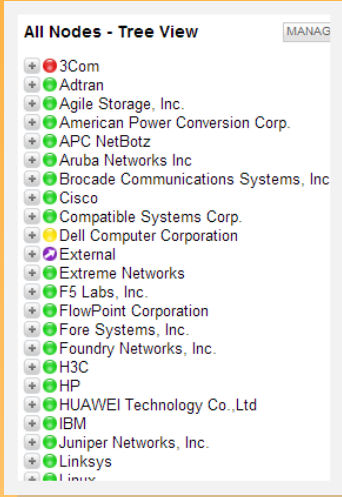 All Nodes - Tree View MANAG
3Com
Adtran
Agile Storage, Inc.
American Power Conversion Corp.
APC NetBotz
Aruba Networks Inc
Brocade Communications Systems, Inc
Cisco
Compatible Systems Corp.
Dell Computer Corporation
External
Extreme Networks
F5 Labs, Inc.
FlowPoint Corporation
Fore Systems, Inc.
Foundry Networks, Inc.
H3C
HP
HUAWEI Technology Co.,Ltd
IBM
Juniper Networks, Inc.
Linksys
Linux